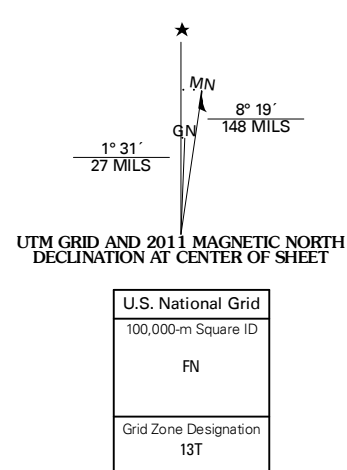 MN
8° 19´
148 MILS
GN
1° 31´
27 MILS
UTM GRID AND 2011 MAGNETIC NORTH
DECLINATION AT CENTER OF SHEET
U.S. National Grid
100,000-m Square ID
FN
Grid Zone Designation
13T